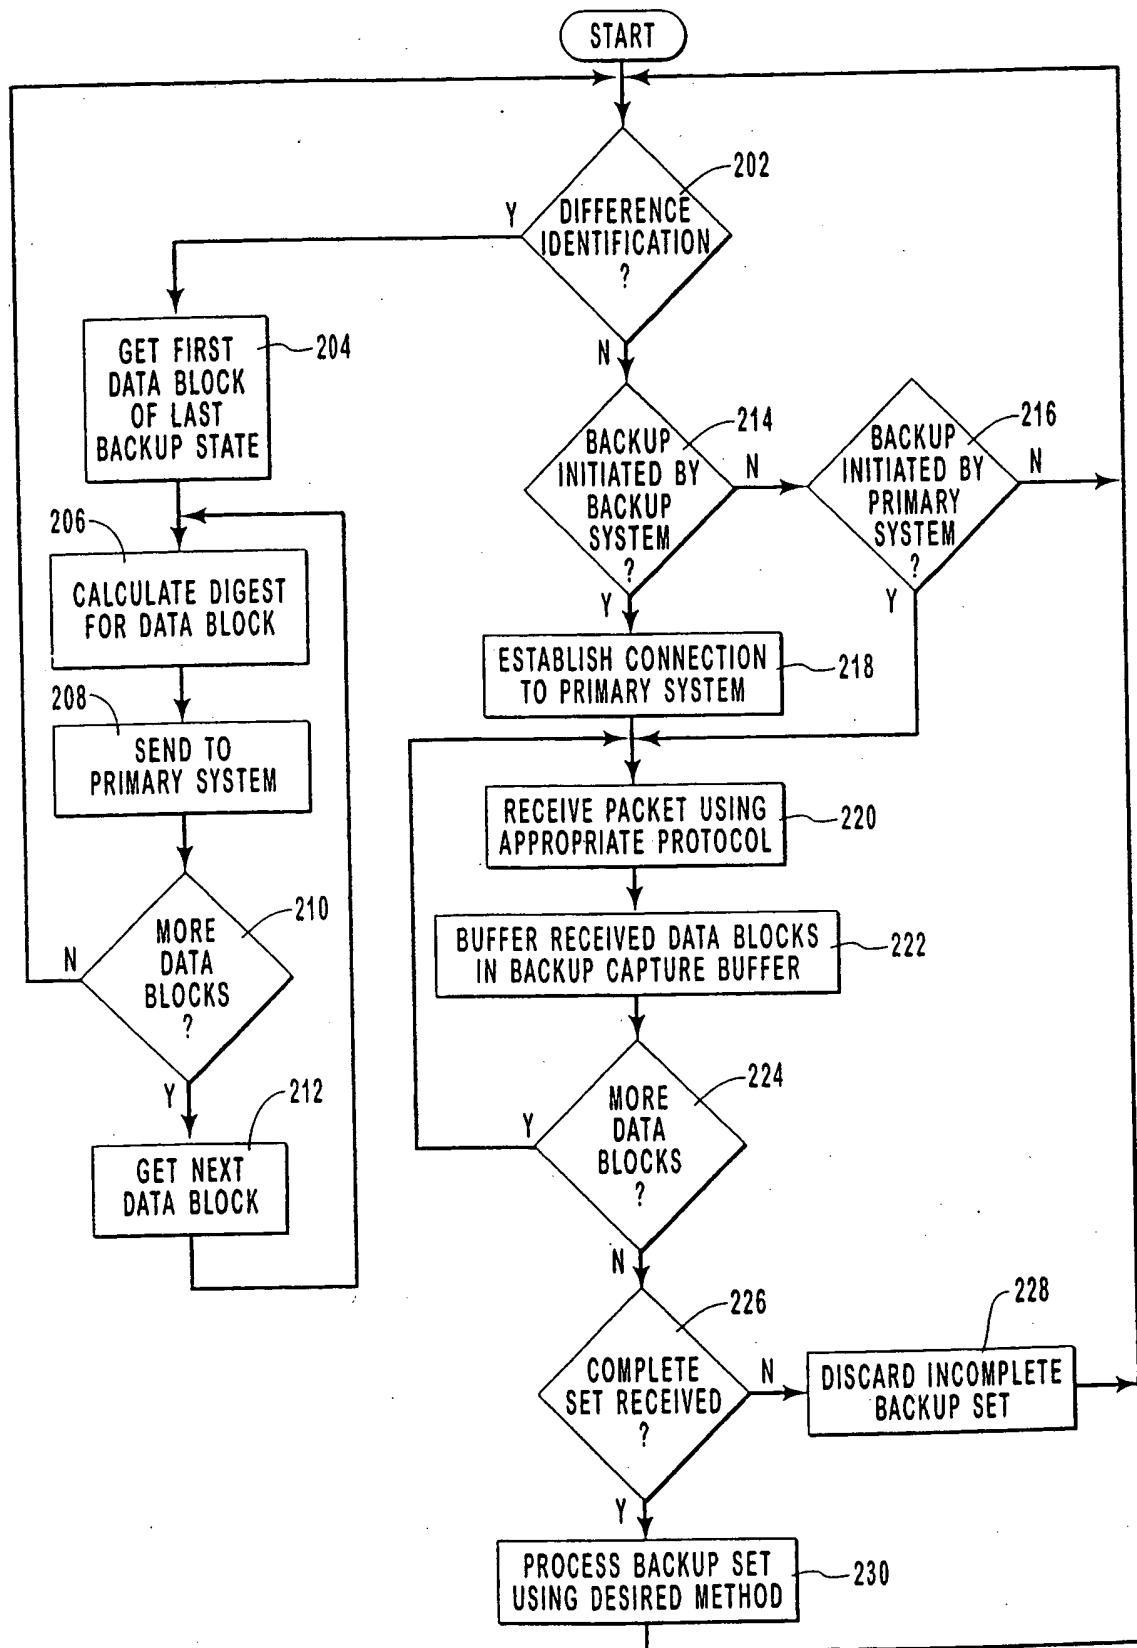 START
202
Y
DIFFERENCE
IDENTIFICATION
?
N
GET FIRST
DATA BLOCK
OF LAST
BACKUP STATE
204
BACKUP
INITIATED BY
BACKUP
SYSTEM
?
214
N
Y
BACKUP
INITIATED BY
PRIMARY
SYSTEM
?
216
N
Y
206
CALCULATE DIGEST
FOR DATA BLOCK
ESTABLISH CONNECTION
TO PRIMARY SYSTEM
218
208
SEND TO
PRIMARY SYSTEM
RECEIVE PACKET USING
APPROPRIATE PROTOCOL
220
210
N
MORE
DATA
BLOCKS
?
Y
BUFFER RECEIVED DATA BLOCKS
IN BACKUP CAPTURE BUFFER
222
224
Y
MORE
DATA
BLOCKS
?
N
212
GET NEXT
DATA BLOCK
226
COMPLETE
SET RECEIVED
?
N
Y
228
DISCARD INCOMPLETE
BACKUP SET
PROCESS BACKUP SET
USING DESIRED METHOD
230